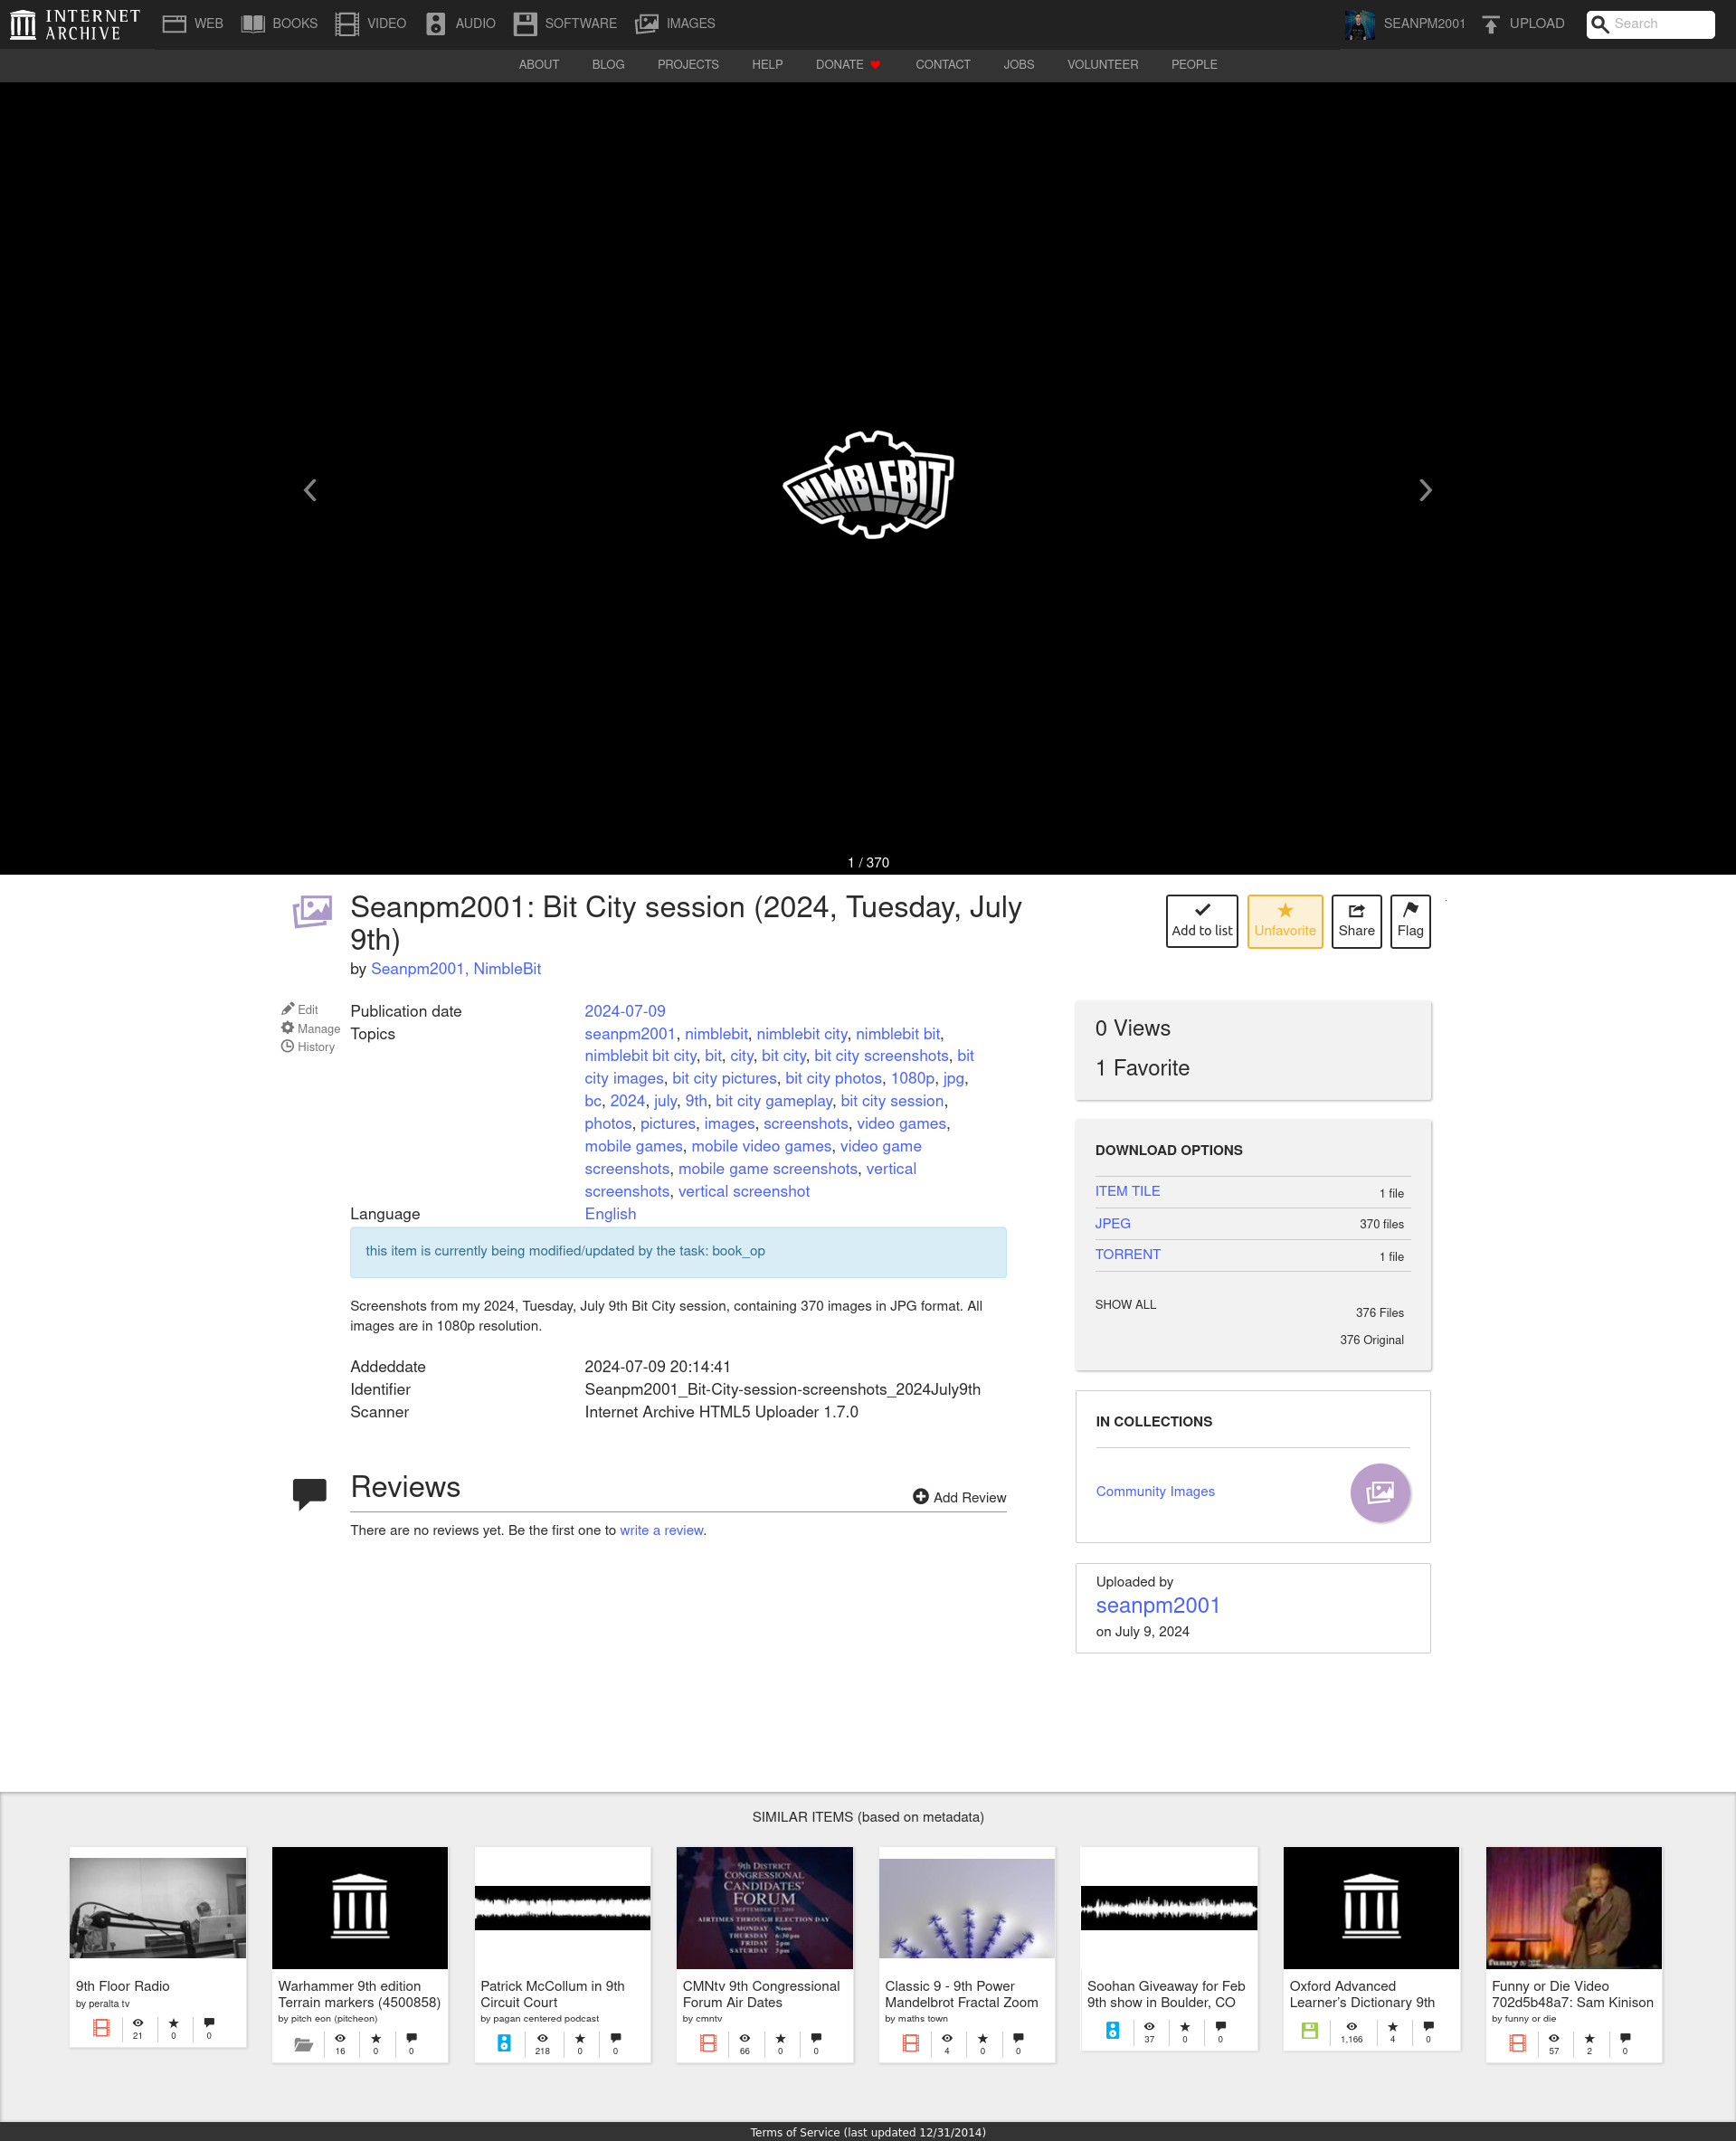 INTERNET ARCHIVE
WEB BOOKS VIDEO AUDIO SOFTWARE IMAGES SEANPM2001 UPLOAD Search
ABOUT BLOG PROJECTS HELP DONATE CONTACT JOBS VOLUNTEER PEOPLE
NIMBLEBIT
1 / 370
Seanpm2001: Bit City session (2024, Tuesday, July
9th)
by Seanpm2001, NimbleBit
Add to list
Unfavorite
Share
Flag
Edit
Manage
History
Publication date 2024-07-09
Topics seanpm2001, nimblebit, nimblebit city, nimblebit bit,
nimblebit bit city, bit, city, bit city, bit city screenshots, bit
city images, bit city pictures, bit city photos, 1080p, jpg,
bc, 2024, july, 9th, bit city gameplay, bit city session,
photos, pictures, images, screenshots, video games,
mobile games, mobile video games, video game
screenshots, mobile game screenshots, vertical
screenshots, vertical screenshot
Language English
this item is currently being modified/updated by the task: book_op
Screenshots from my 2024, Tuesday, July 9th Bit City session, containing 370 images in JPG format. All
images are in 1080p resolution.
Addeddate 2024-07-09 20:14:41
Identifier Seanpm2001_Bit-City-session-screenshots_2024July9th
Scanner Internet Archive HTML5 Uploader 1.7.0
Reviews
Add Review
There are no reviews yet. Be the first one to write a review.
0 Views
1 Favorite
DOWNLOAD OPTIONS
ITEM TILE 1 file
JPEG 370 files
TORRENT 1 file
SHOW ALL 376 Files
376 Original
IN COLLECTIONS
Community Images
Uploaded by
seanpm2001
on July 9, 2024
SIMILAR ITEMS (based on metadata)
9th Floor Radio
by peralta tv
21 0 0
Warhammer 9th edition
Terrain markers (4500858)
by pitch eon (pitcheon)
16 0 0
Patrick McCollum in 9th
Circuit Court
by pagan centered podcast
218 0 0
9th DISTRICT
CONGRESSIONAL
CANDIDATES'
FORUM
SEPTEMBER 27, 2010
AIRTIMES THROUGH ELECTION DAY
MONDAY Noon
THURSDAY 6:30pm
FRIDAY 2pm
SATURDAY 3pm
CMNtv 9th Congressional
Forum Air Dates
by cmntv
66 0 0
Classic 9 - 9th Power
Mandelbrot Fractal Zoom
by maths town
4 0 0
Soohan Giveaway for Feb
9th show in Boulder, CO
37 0 0
Oxford Advanced
Learner's Dictionary 9th
1,166 4 0
Funny or Die Video
702d5b48a7: Sam Kinison
by funny or die
57 2 0
Terms of Service (last updated 12/31/2014)